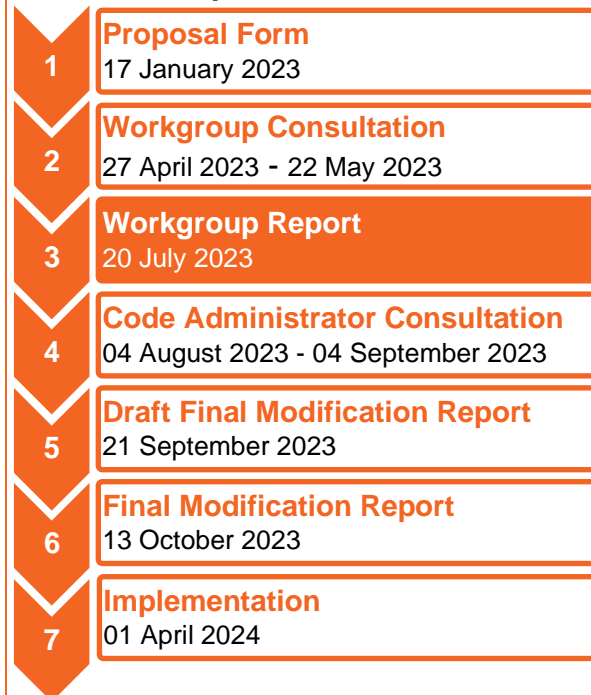 1
Proposal Form
17 January 2023
2
Workgroup Consultation
27 April 2023 - 22 May 2023
3
Workgroup Report
20 July 2023
4
Code Administrator Consultation
04 August 2023 - 04 September 2023
5
Draft Final Modification Report
21 September 2023
6
Final Modification Report
13 October 2023
7
Implementation
01 April 2024